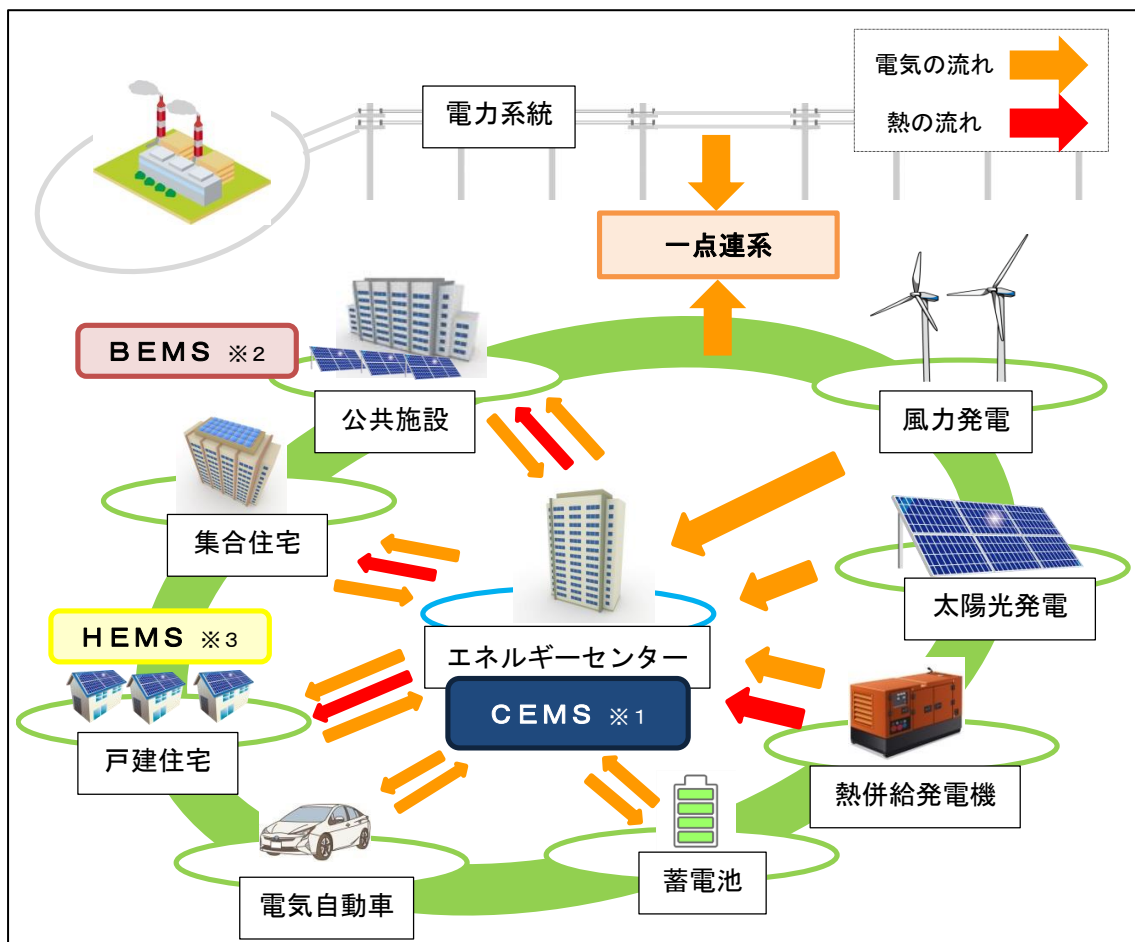 電気の流れ
電力系統
熱の流れ
一点連系
BEMS ※2
公共施設
風力発電
集合住宅
太陽光発電
HEMS ※3
エネルギーセンター
CEMS ※1
戸建住宅
熱併給発電機
蓄電池
電気自動車